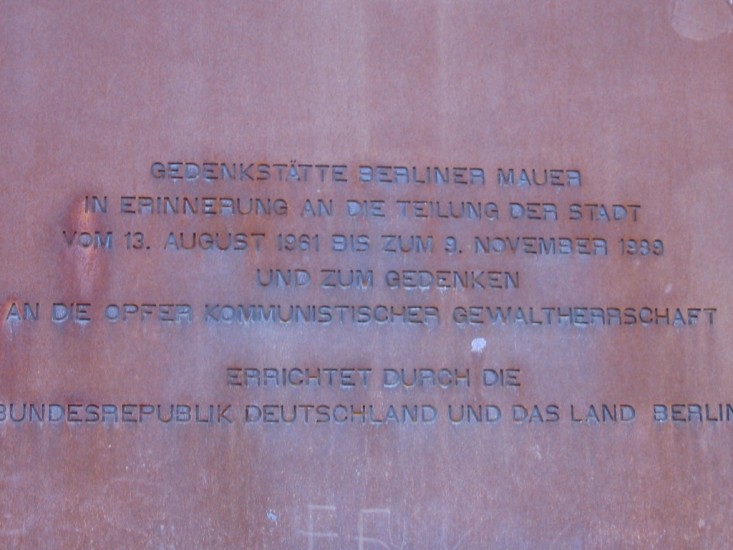 GEDENKSTÄTTE BERLINER MAUER
IN ERINNERUNG AN DIE TEILUNG DER STADT
VOM 13. AUGUST 1961 BIS ZUM 9. NOVEMBER 1989
UND ZUM GEDENKEN
AN DIE OPFER KOMMUNISTISCHER GEWALTHERRSCHAFT
ERRICHTET DURCH DIE
BUNDESREPUBLIK DEUTSCHLAND UND DAS LAND BERLIN